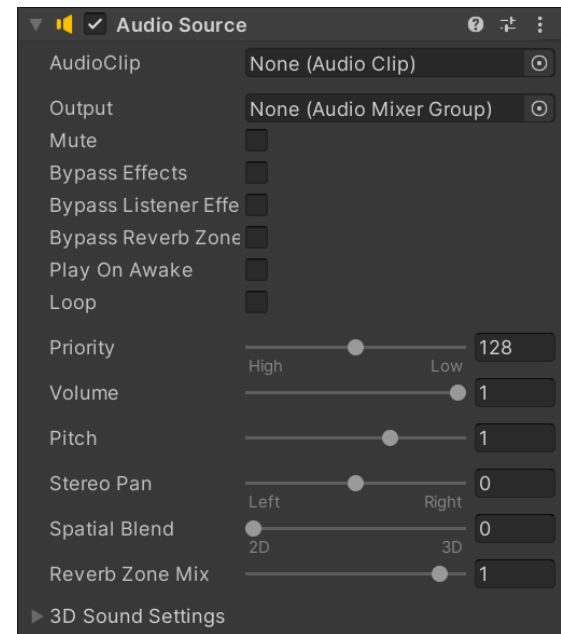 Audio Source
AudioClip None (Audio Clip)
Output None (Audio Mixer Group)
Mute
Bypass Effects
Bypass Listener Effe
Bypass Reverb Zone
Play On Awake
Loop
Priority 128
High Low
Volume 1
Pitch 1
Stereo Pan 0
Left Right
Spatial Blend 0
2D 3D
Reverb Zone Mix 1
3D Sound Settings